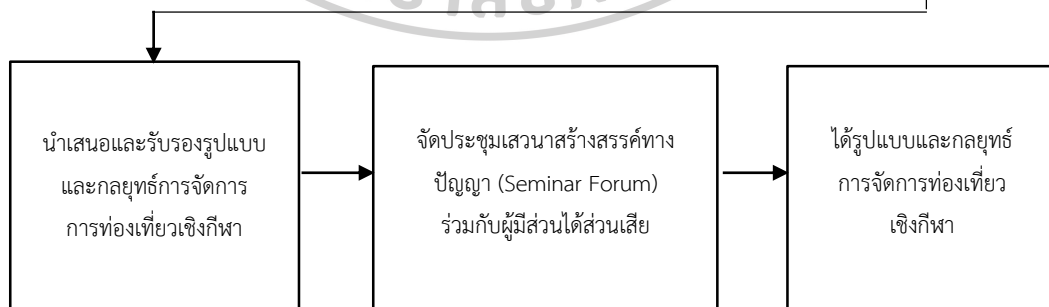 นำเสนอและรับรองรูปแบบ
และกลยุทธ์การจัดการ
การท่องเที่ยวเชิงกีฬา
จัดประชุมเสวนาสร้างสรรค์ทาง
ปัญญา (Seminar Forum)
ร่วมกับผู้มีส่วนได้ส่วนเสีย
ได้รูปแบบและกลยุทธ์
การจัดการท่องเที่ยว
เชิงกีฬา